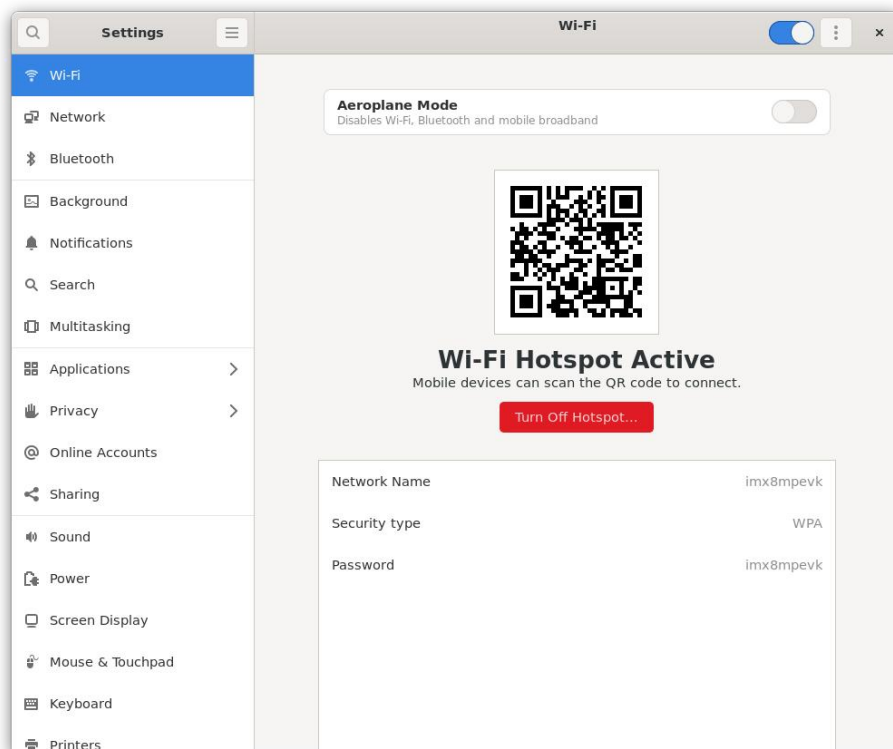 Settings
Wi-Fi
Wi-Fi
Network
Bluetooth
Background
Notifications
Search
Multitasking
Applications
Privacy
Online Accounts
Sharing
Sound
Power
Screen Display
Mouse & Touchpad
Keyboard
Printers
Aeroplane Mode
Disables Wi-Fi, Bluetooth and mobile broadband
Wi-Fi Hotspot Active
Mobile devices can scan the QR code to connect.
Turn Off Hotspot...
Network Name imx8mpevk
Security type WPA
Password imx8mpevk